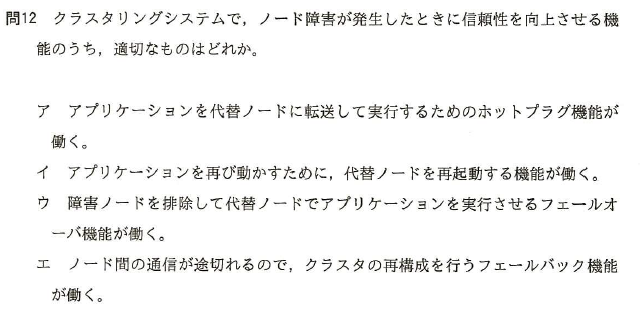 問12　クラスタリングシステムで，ノード障害が発生したときに信頼性を向上させる機
能のうち，適切なものはどれか。
ア　アプリケーションを代替ノードに転送して実行するためのホットプラグ機能が
働く。
イ　アプリケーションを再び動かすために，代替ノードを再起動する機能が働く。
ウ　障害ノードを排除して代替ノードでアプリケーションを実行させるフェールオ
ーバ機能が働く。
エ　ノード間の通信が途切れるので，クラスタの再構成を行うフェールバック機能
が働く。